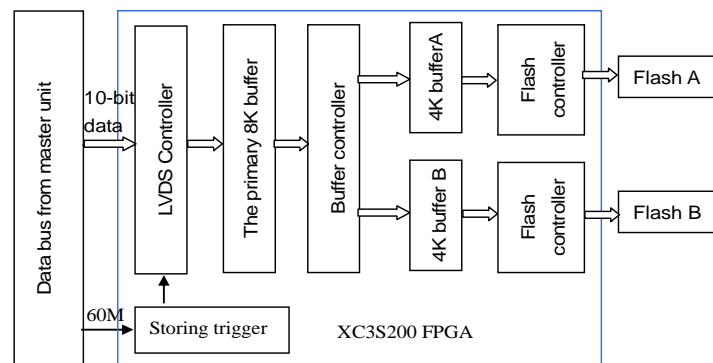 Data bus from master unit
10-bit
data
60M
LVDS Controller
Storing trigger
The primary 8K buffer
Buffer controller
4K bufferA
4K buffer B
Flash
controller
Flash
controller
XC3S200 FPGA
Flash A
Flash B